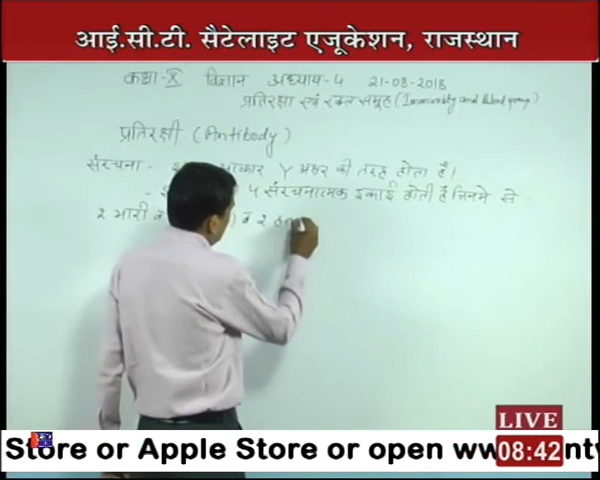 आई.सी.टी. सैटेलाइट एजूकेशन, राजस्थान
कक्षा-X विज्ञान अध्याय-4 21-08-2018
प्रतिरक्षा एवं रक्त समूह (Immunity and Blood group)
प्रतिरक्षी (Antibody)
संरचना - आकार Y अक्षर की तरह होता है।
- 4 संरचनात्मक इकाई होती है जिनमे से
2 भारी व 2
LIVE
Store or Apple Store or open ww
08:42